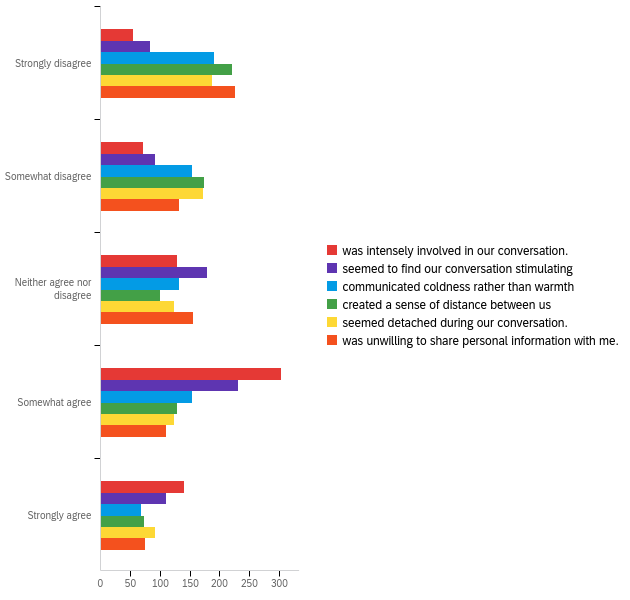 Strongly disagree
Somewhat disagree
Neither agree nor
disagree
Somewhat agree
Strongly agree
0 50 100 150 200 250 300
was intensely involved in our conversation.
seemed to find our conversation stimulating
communicated coldness rather than warmth
created a sense of distance between us
seemed detached during our conversation.
was unwilling to share personal information with me.